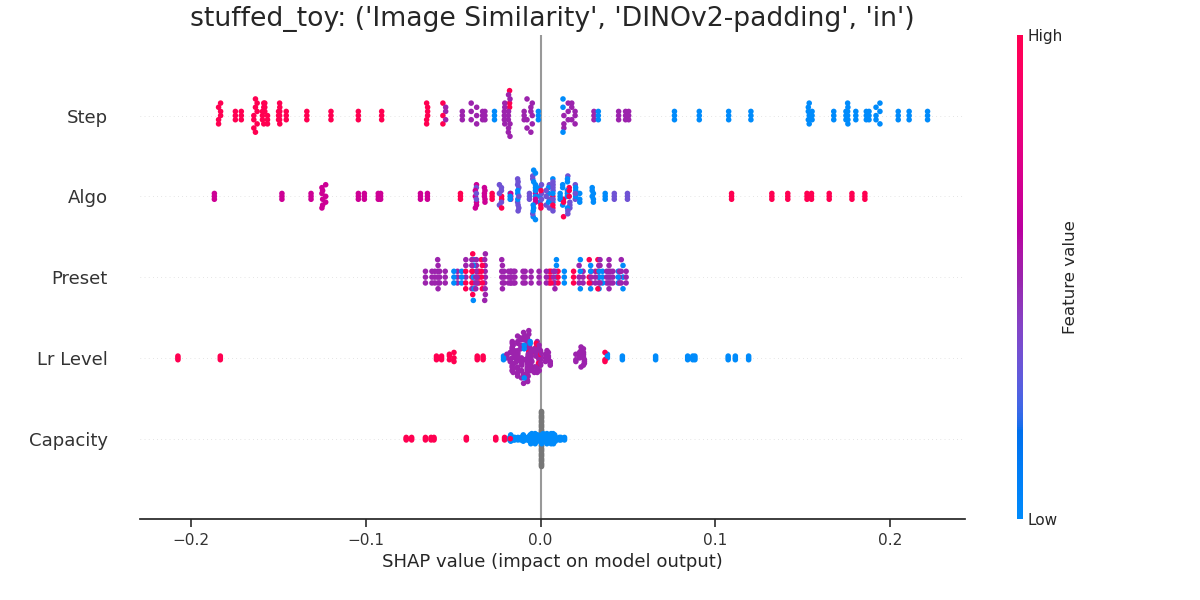 stuffed_toy: ('Image Similarity', 'DINOv2-padding', 'in')
High
Step
Algo
Preset
Lr Level
Capacity
Feature value
Low
−0.2
−0.1
0.0
0.1
0.2
SHAP value (impact on model output)